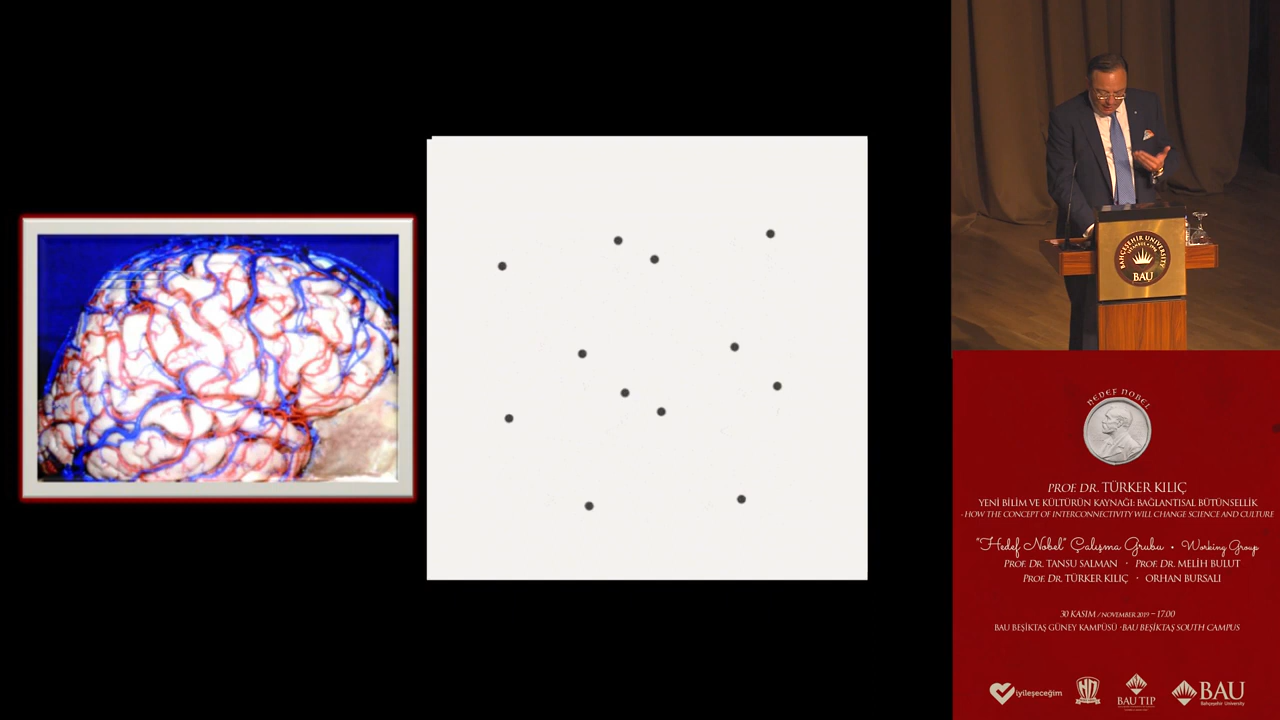 BAHÇEŞEHİR UNIVERSITY
İSTANBUL 1998
BAU
HEDEF NOBEL
PROF. DR. TÜRKER KILIÇ
YENİ BİLİM VE KÜLTÜRÜN KAYNAĞI: BAĞLANTISAL BÜTÜNSELLİK
- HOW THE CONCEPT OF INTERCONNECTIVITY WILL CHANGE SCIENCE AND CULTURE
"Hedef Nobel" Çalışma Grubu • Working Group
PROF. DR. TANSU SALMAN • PROF. DR. MELİH BULUT
PROF. DR. TÜRKER KILIÇ • ORHAN BURSALI
30 KASIM / NOVEMBER 2019 – 17.00
BAU BEŞİKTAŞ GÜNEY KAMPÜSÜ · BAU BEŞİKTAŞ SOUTH CAMPUS
iyileşeceğim
BAU TIP
BAU
Bahçeşehir University